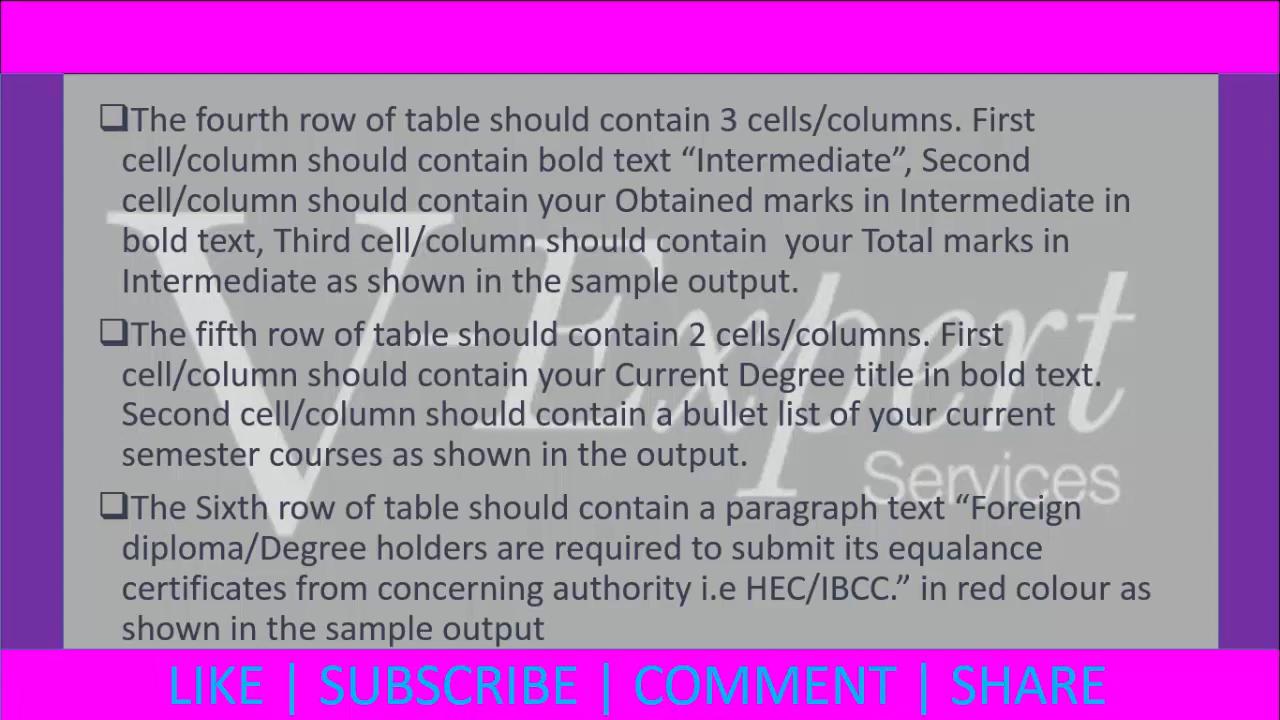 ❑The fourth row of table should contain 3 cells/columns. First
cell/column should contain bold text “Intermediate”, Second
cell/column should contain your Obtained marks in Intermediate in
bold text, Third cell/column should contain  your Total marks in
Intermediate as shown in the sample output.
❑The fifth row of table should contain 2 cells/columns. First
cell/column should contain your Current Degree title in bold text.
Second cell/column should contain a bullet list of your current
semester courses as shown in the output.
❑The Sixth row of table should contain a paragraph text “Foreign
diploma/Degree holders are required to submit its equalance
certificates from concerning authority i.e HEC/IBCC.” in red colour as
shown in the sample output
V-Expert
Services
LIKE | SUBSCRIBE | COMMENT | SHARE